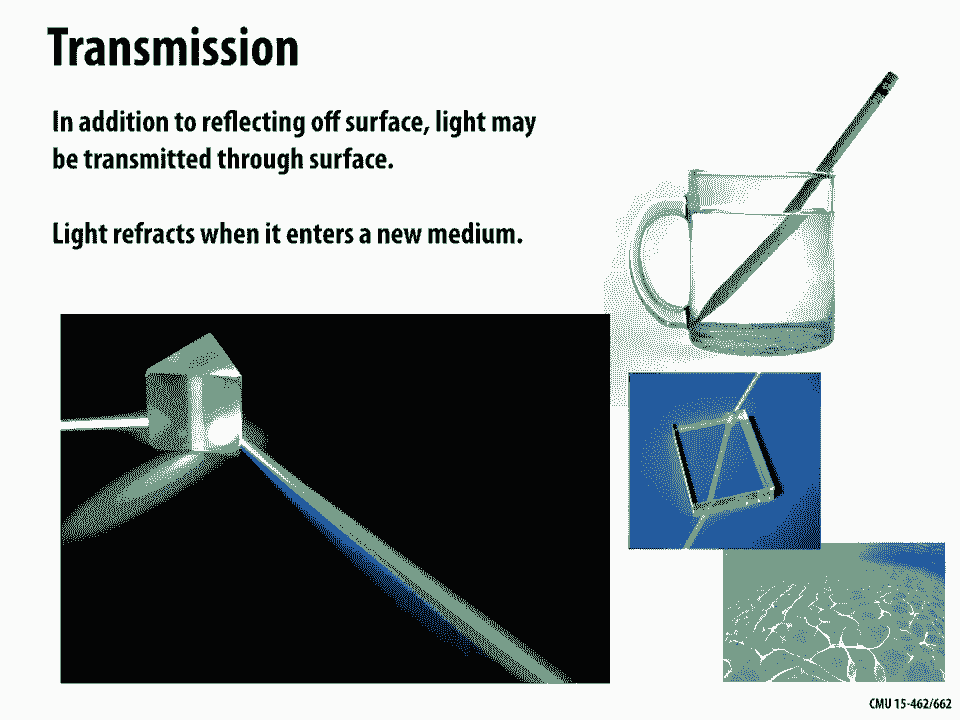 Transmission
In addition to reflecting off surface, light may
be transmitted through surface.
Light refracts when it enters a new medium.
CMU 15-462/662